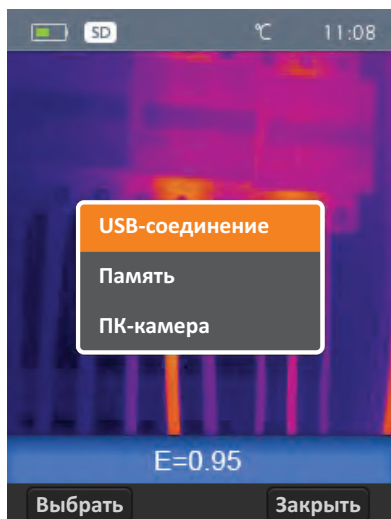 SD ℃ 11:08
USB-соединение
Память
ПК-камера
E=0.95
Выбрать Закрыть